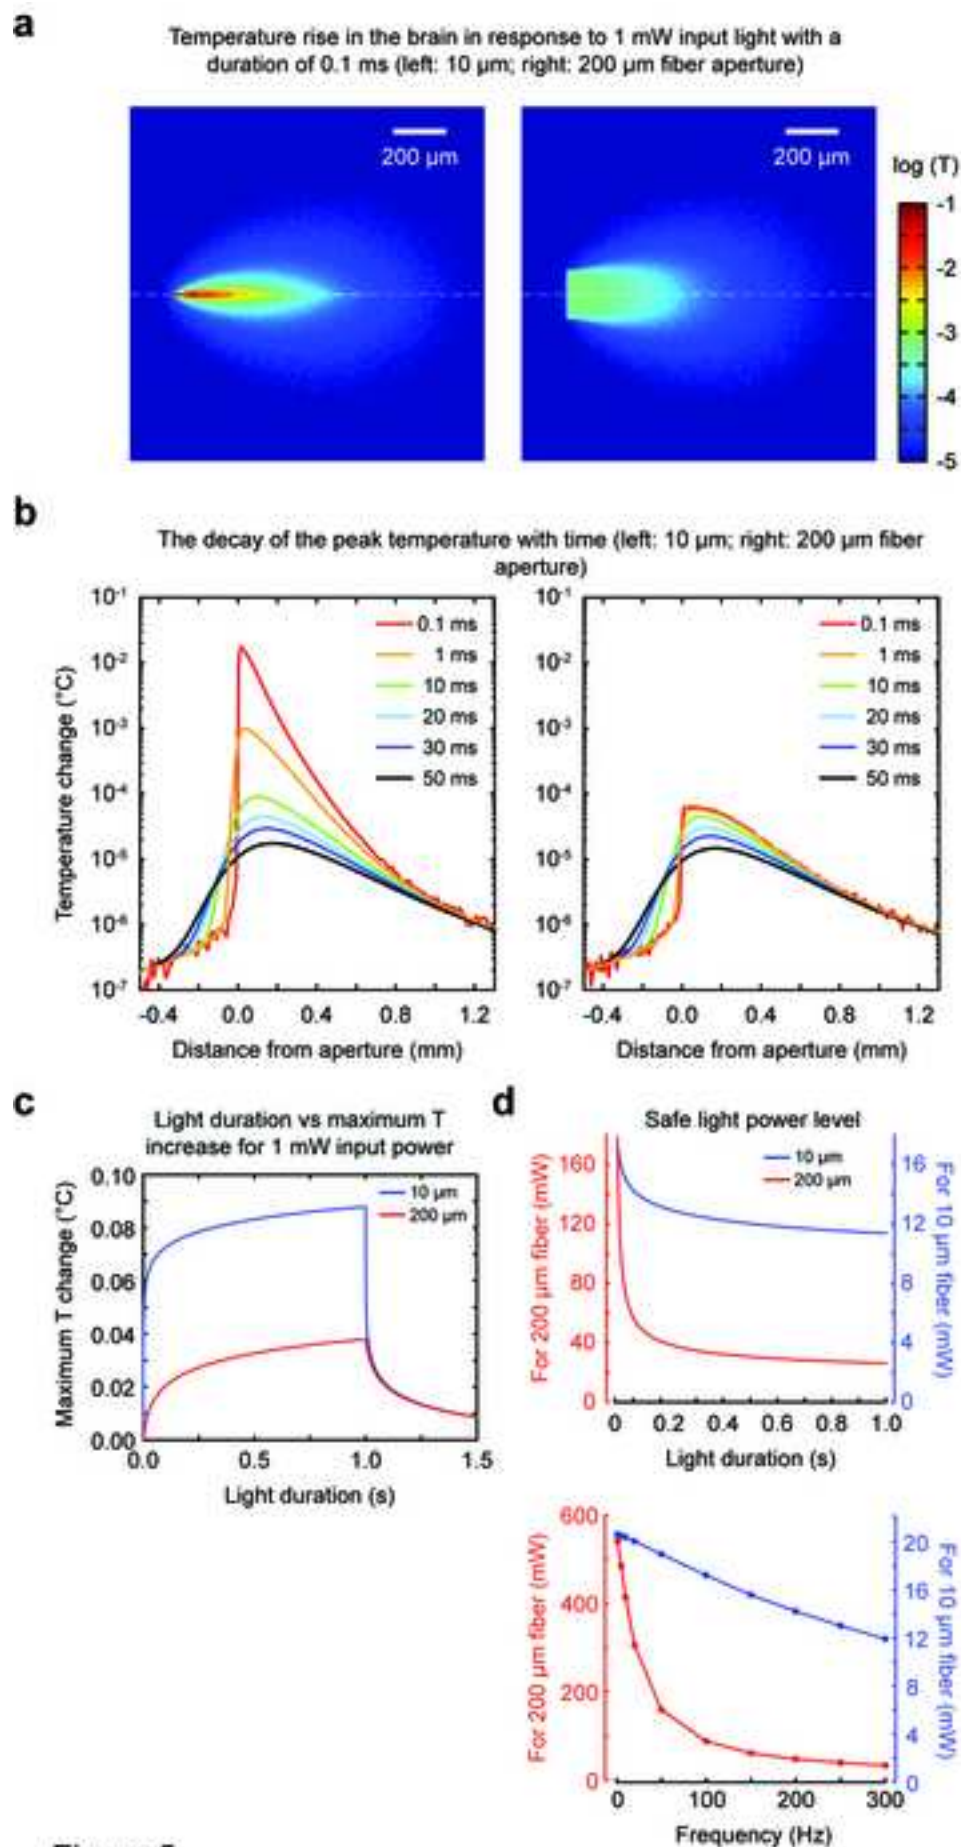 a
Temperature rise in the brain in response to 1 mW input light with a
duration of 0.1 ms (left: 10 µm; right: 200 µm fiber aperture)
200 µm
200 µm
log (T)
-1
-2
-3
-4
-5
b
The decay of the peak temperature with time (left: 10 µm; right: 200 µm fiber
aperture)
Temperature change (°C)
10⁻¹
10⁻²
10⁻³
10⁻⁴
10⁻⁵
10⁻⁶
10⁻⁷
0.1 ms
1 ms
10 ms
20 ms
30 ms
50 ms
-0.4 0.0 0.4 0.8 1.2
Distance from aperture (mm)
10⁻¹
10⁻²
10⁻³
10⁻⁴
10⁻⁵
10⁻⁶
10⁻⁷
0.1 ms
1 ms
10 ms
20 ms
30 ms
50 ms
-0.4 0.0 0.4 0.8 1.2
Distance from aperture (mm)
c
Light duration vs maximum T
increase for 1 mW input power
Maximum T change (°C)
0.10
0.08
0.06
0.04
0.02
0.00
10 µm
200 µm
0.0 0.5 1.0 1.5
Light duration (s)
d
Safe light power level
For 200 µm fiber (mW)
160
120
80
40
0
10 µm
200 µm
16
12
8
4
0
For 10 µm fiber (mW)
0 0.2 0.4 0.6 0.8 1.0
Light duration (s)
For 200 µm fiber (mW)
600
400
200
0
20
16
12
8
4
0
For 10 µm fiber (mW)
0 100 200 300
Frequency (Hz)